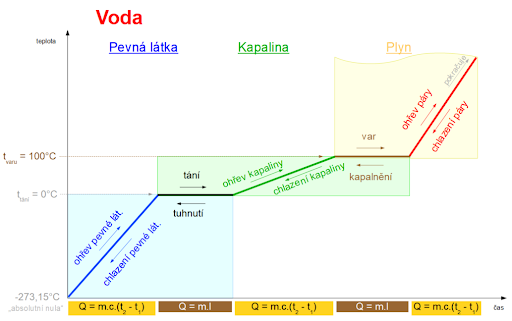 Voda
teplota
Pevná látka
Kapalina
Plyn
pokračuje
ohřev páry
chlazení páry
var
t varu = 100°C
kapalnění
tání
ohřev kapaliny
chlazení kapaliny
t tání = 0°C
tuhnutí
ohřev pevné lát.
chlazení pevné lát.
-273,15°C
„absolutní nula"
Q = m.c.(t2 - t1)
Q = m.l
Q = m.c.(t2 - t1)
Q = m.l
Q = m.c.(t2 - t1)
čas